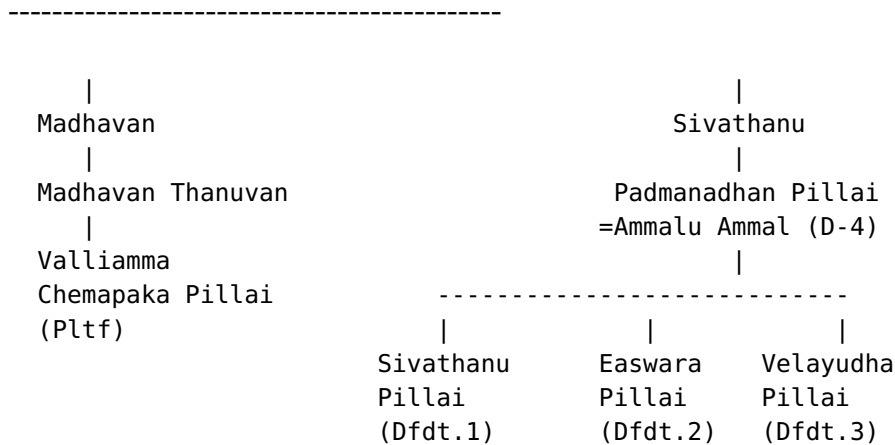 ---------------------------------------------
| |
Madhavan Sivathanu
| |
Madhavan Thanuvan Padmanadhan Pillai
| =Ammalu Ammal (D-4)
Valliamma |
Chemapaka Pillai ----------------------------
(Pltf) | | |
Sivathanu Easwara Velayudha
Pillai Pillai Pillai
(Dfdt.1) (Dfdt.2) (Dfdt.3)